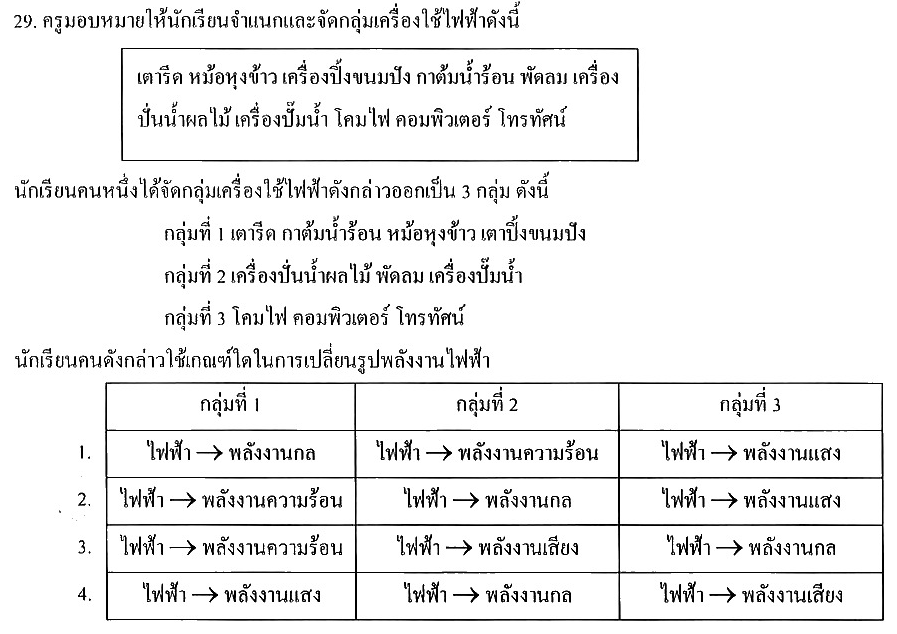 29. ครูมอบหมายให้นักเรียนจำแนกและจัดกลุ่มเครื่องใช้ไฟฟ้าดังนี้
เตารีด หม้อหุงข้าว เครื่องปิ้งขนมปัง กาต้มน้ำร้อน พัดลม เครื่อง
ปั่นน้ำผลไม้ เครื่องปั๊มน้ำ โคมไฟ คอมพิวเตอร์ โทรทัศน์
นักเรียนคนหนึ่งได้จัดกลุ่มเครื่องใช้ไฟฟ้าดังกล่าวออกเป็น 3 กลุ่ม ดังนี้
กลุ่มที่ 1 เตารีด กาต้มน้ำร้อน หม้อหุงข้าว เตาปิ้งขนมปัง
กลุ่มที่ 2 เครื่องปั่นน้ำผลไม้ พัดลม เครื่องปั๊มน้ำ
กลุ่มที่ 3 โคมไฟ คอมพิวเตอร์ โทรทัศน์
นักเรียนคนดังกล่าวใช้เกณฑ์ใดในการเปลี่ยนรูปพลังงานไฟฟ้า
กลุ่มที่ 1 กลุ่มที่ 2 กลุ่มที่ 3
1. ไฟฟ้า → พลังงานกล ไฟฟ้า → พลังงานความร้อน ไฟฟ้า → พลังงานแสง
2. ไฟฟ้า → พลังงานความร้อน ไฟฟ้า → พลังงานกล ไฟฟ้า → พลังงานแสง
3. ไฟฟ้า → พลังงานความร้อน ไฟฟ้า → พลังงานเสียง ไฟฟ้า → พลังงานกล
4. ไฟฟ้า → พลังงานแสง ไฟฟ้า → พลังงานกล ไฟฟ้า → พลังงานเสียง